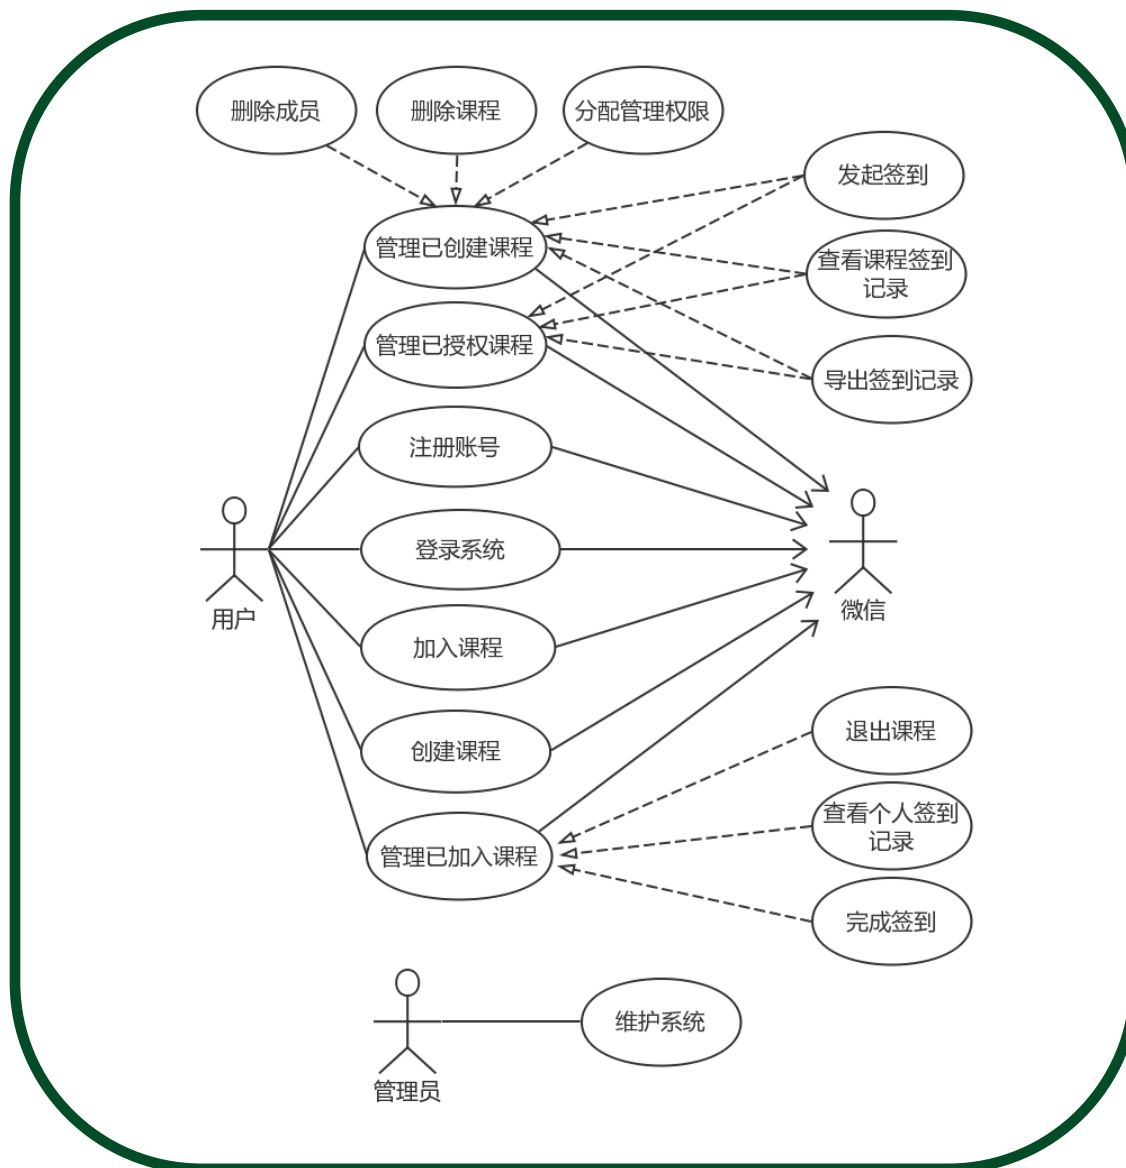 删除成员
删除课程
分配管理权限
发起签到
管理已创建课程
查看课程签到
记录
管理已授权课程
导出签到记录
注册账号
登录系统
用户
微信
加入课程
退出课程
创建课程
查看个人签到
记录
管理已加入课程
完成签到
维护系统
管理员